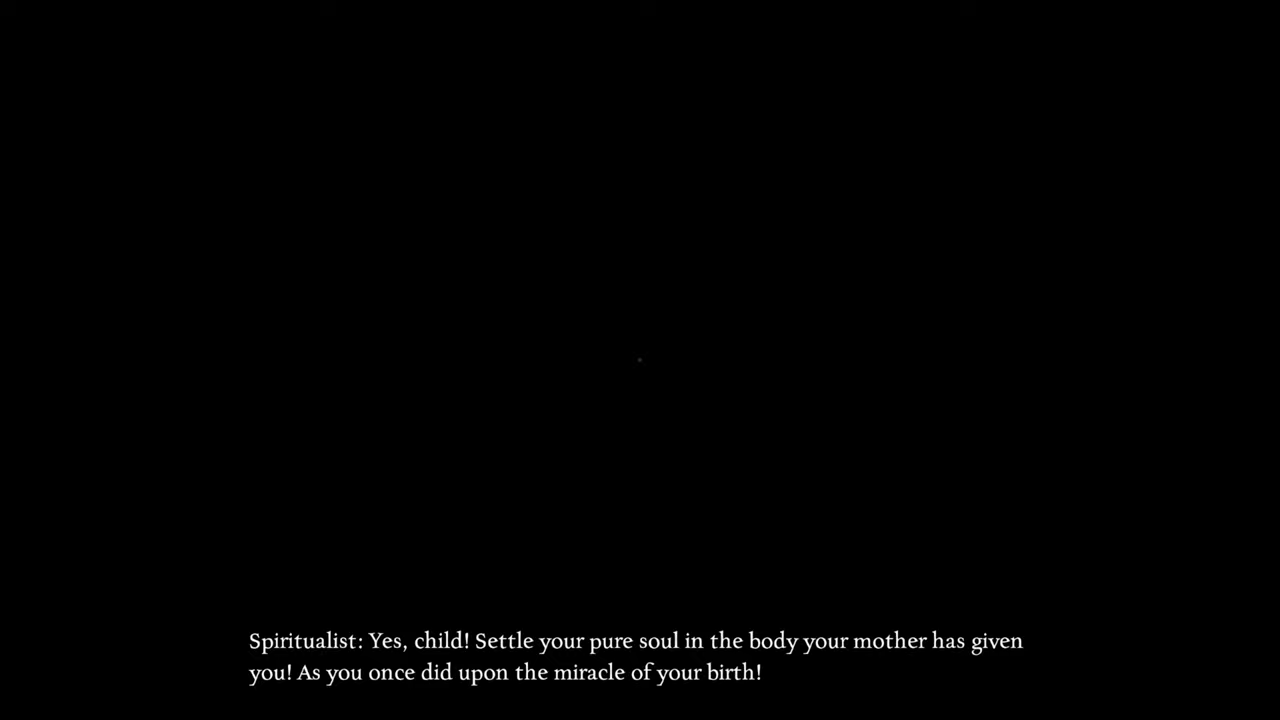 Spiritualist: Yes, child! Settle your pure soul in the body your mother has given
you! As you once did upon the miracle of your birth!